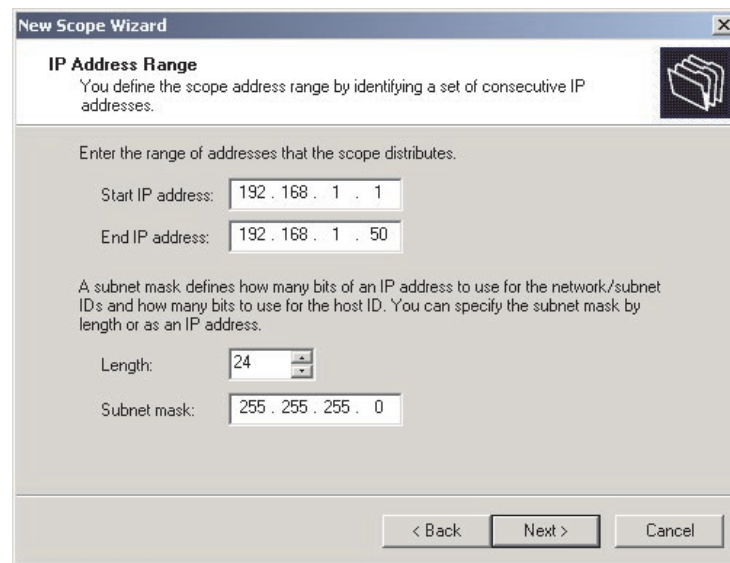 New Scope Wizard
IP Address Range
You define the scope address range by identifying a set of consecutive IP
addresses.
Enter the range of addresses that the scope distributes.
Start IP address: 192 . 168 . 1 . 1
End IP address: 192 . 168 . 1 . 50
A subnet mask defines how many bits of an IP address to use for the network/subnet
IDs and how many bits to use for the host ID. You can specify the subnet mask by
length or as an IP address.
Length: 24
Subnet mask: 255 . 255 . 255 . 0
< Back Next > Cancel